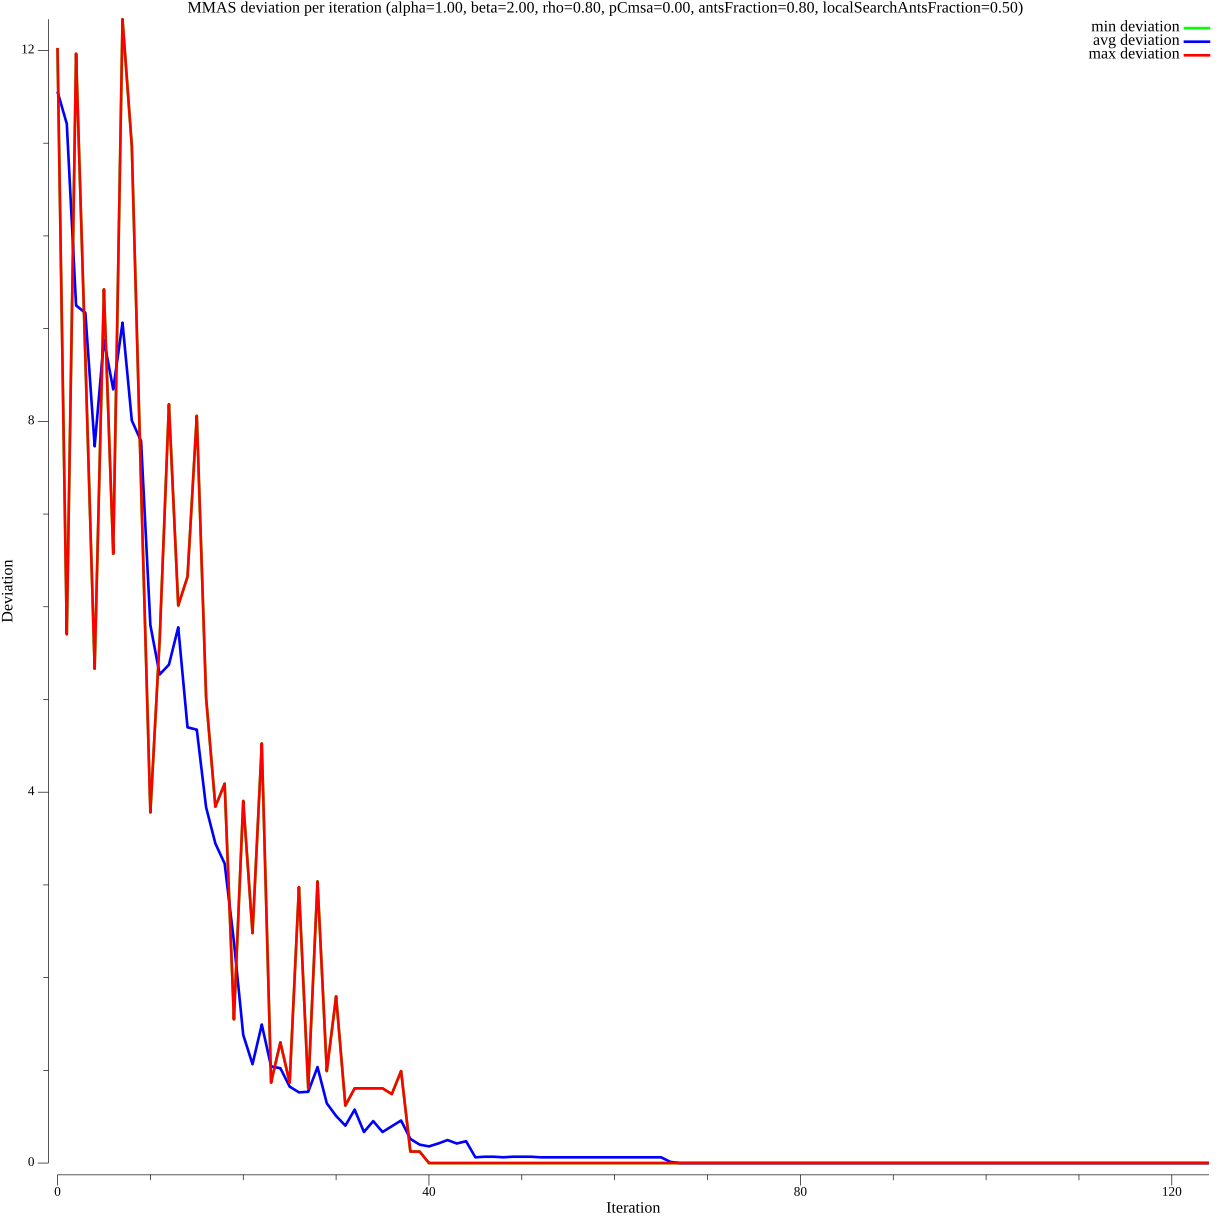 MMAS deviation per iteration (alpha=1.00, beta=2.00, rho=0.80, pCmsa=0.00, antsFraction=0.80, localSearchAntsFraction=0.50)
min deviation
avg deviation
max deviation
12
8
4
0
Deviation
0
40
80
120
Iteration